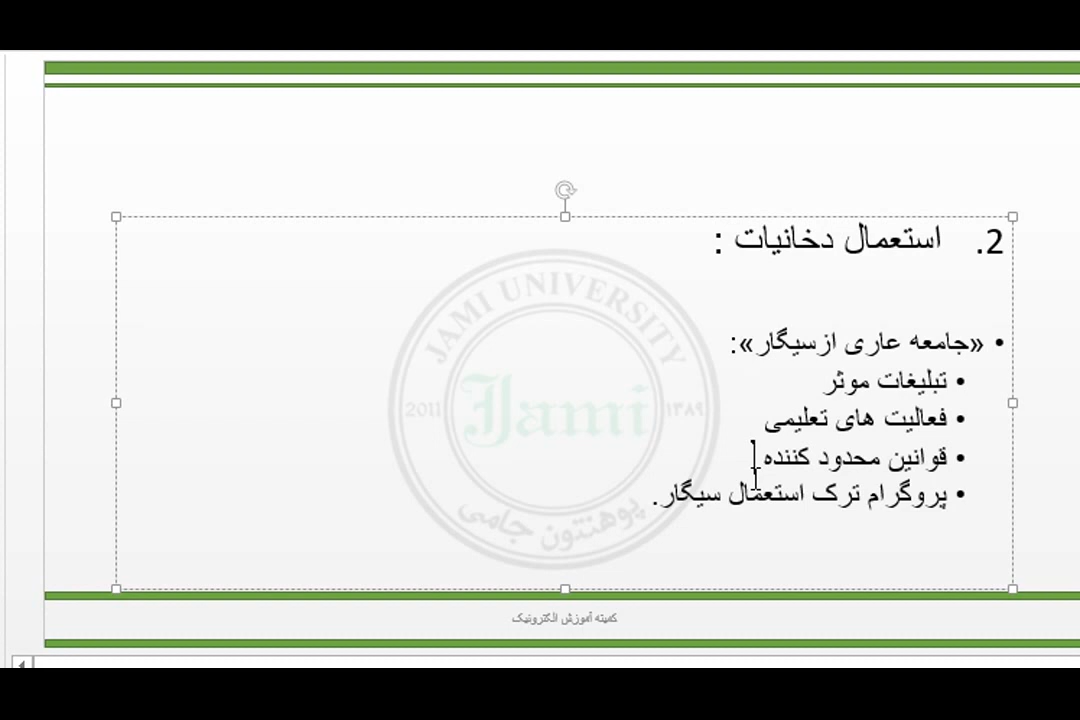 2. استعمال دخانیات :
• «جامعه عاری ازسیگار»:
• تبلیغات موثر
• فعالیت های تعلیمی
• قوانین محدود کننده
• پروگرام ترک استعمال سیگار.
JAMI UNIVERSITY
2011 Jami ۱۳۸۹
پوهنتون جامی
کمیته آموزش الکترونیک